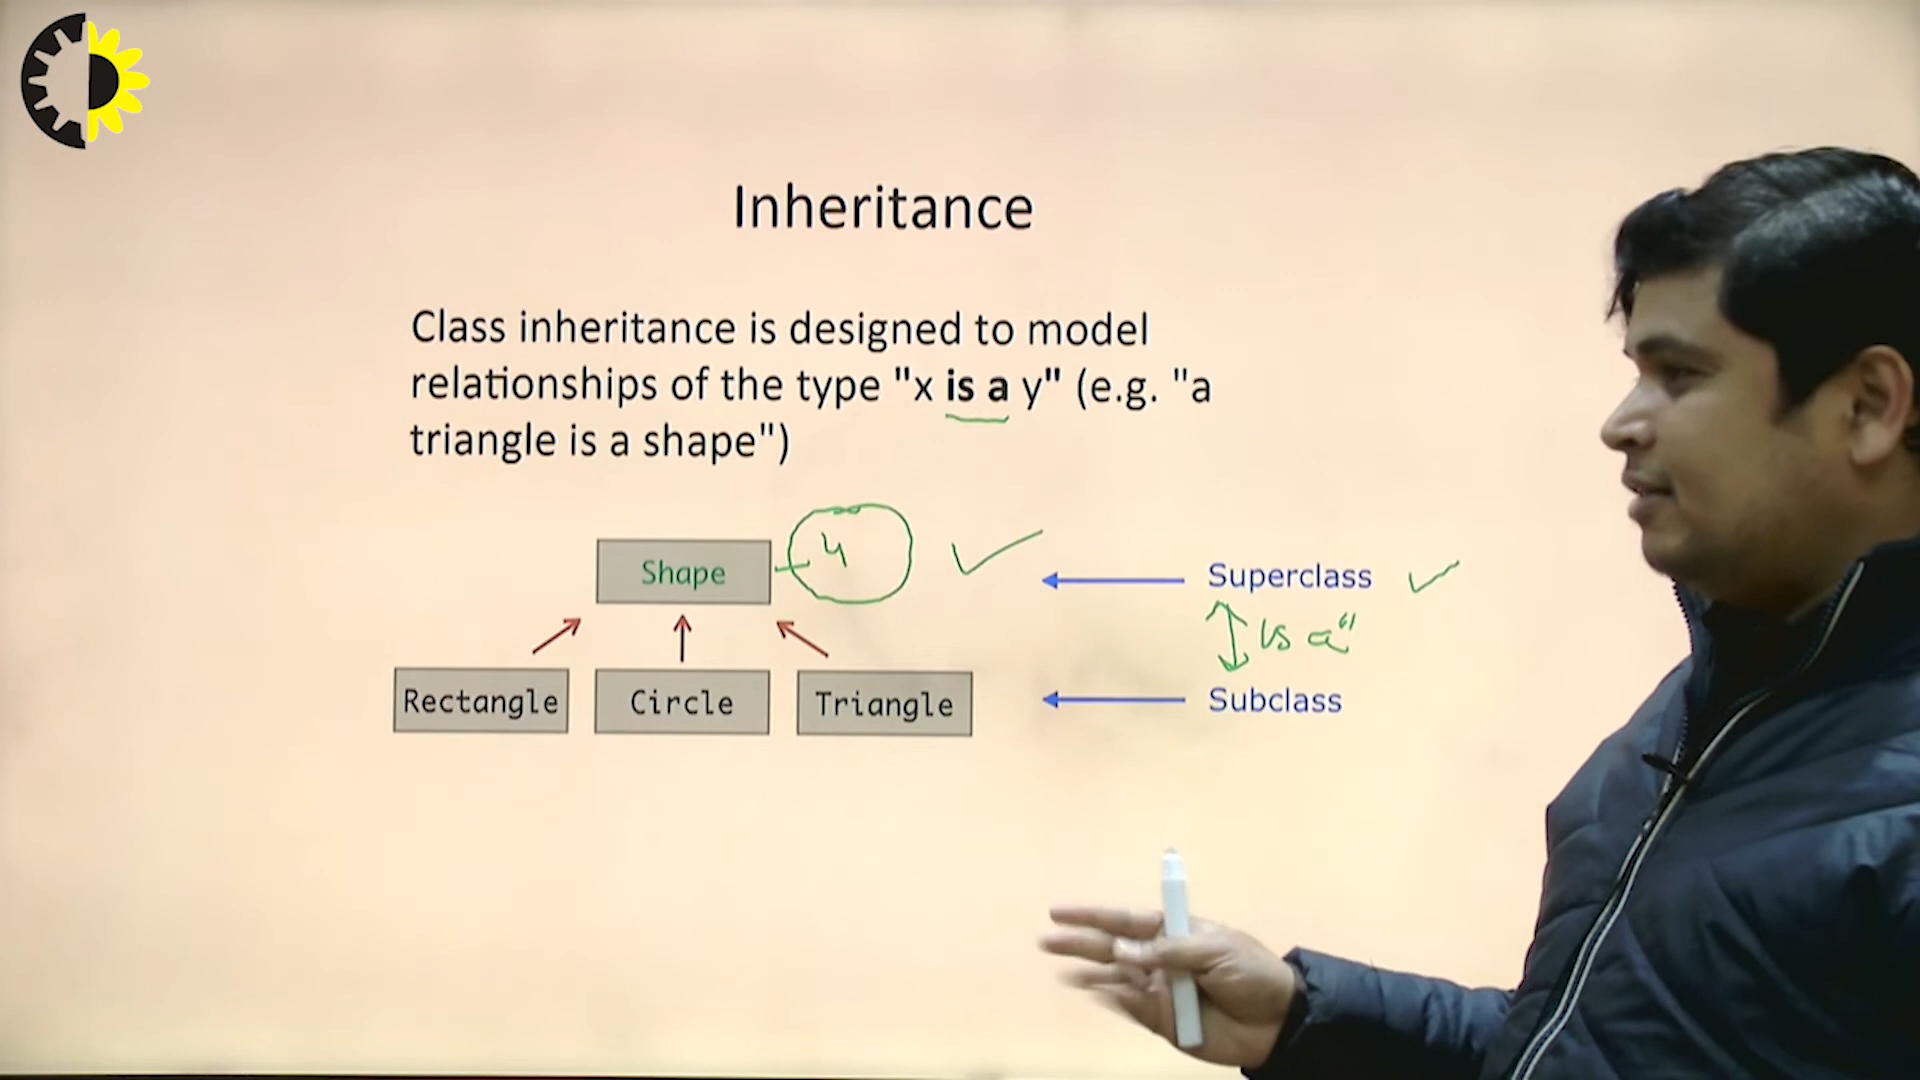 Inheritance
Class inheritance is designed to model
relationships of the type "x is a y" (e.g. "a
triangle is a shape")
Shape 4
Superclass
is a"
Rectangle Circle Triangle
Subclass